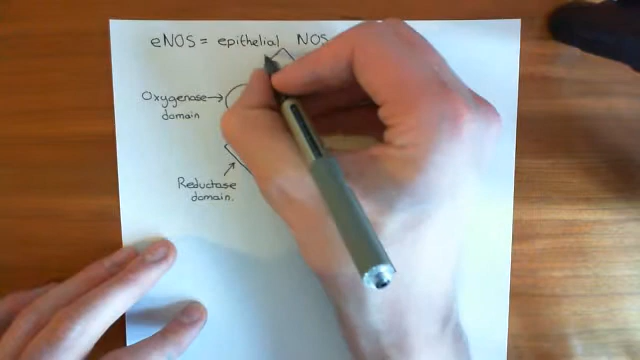 eNOS = epithelial NOS
Oxygenase
domain
Reductase
domain.